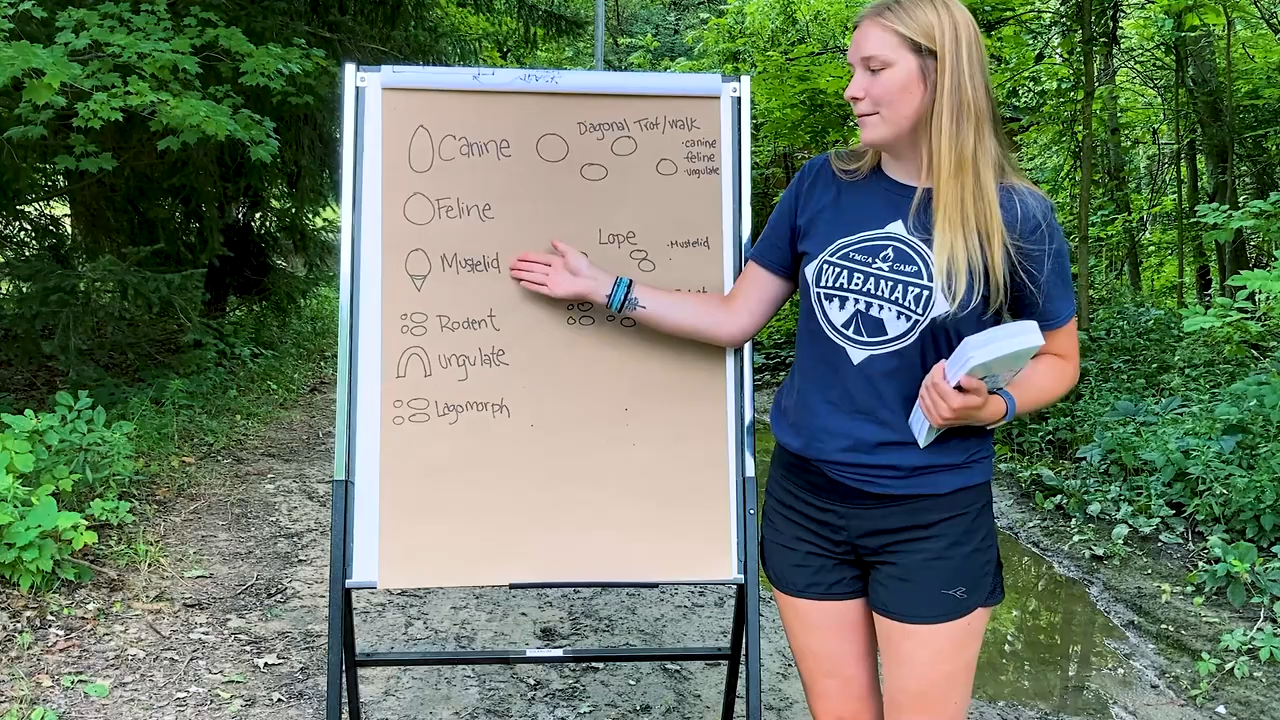 Canine
Feline
Mustelid
Rodent
ungulate
Lagomorph
Diagonal Trot/Walk
·canine
feline
·ungulate
Lope
·Mustelid
YMCA CAMP
WABANAKI